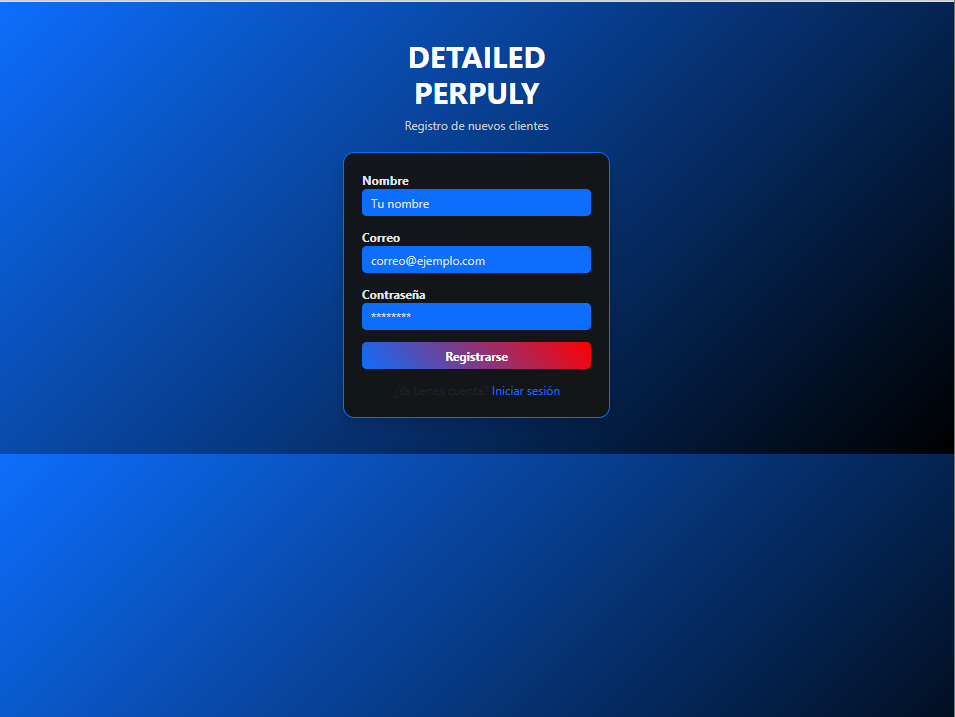 DETAILED
PERPULY
Registro de nuevos clientes
Nombre
Tu nombre
Correo
correo@ejemplo.com
Contraseña
********
Registrarse
¿Ya tienes cuenta? Iniciar sesión